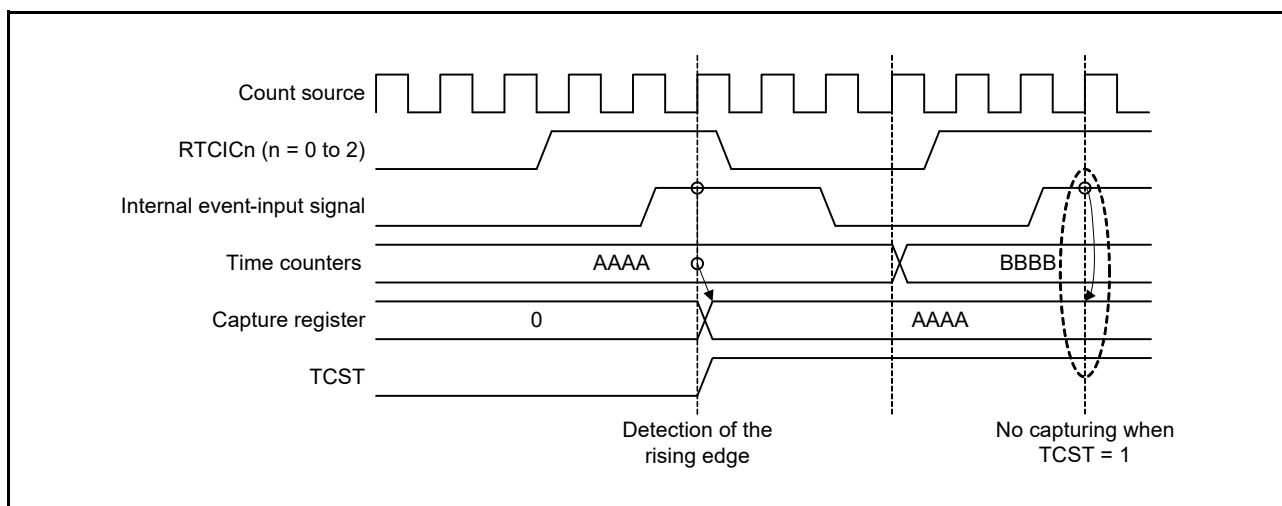 Count source
RTCICn (n = 0 to 2)
Internal event-input signal
Time counters
AAAA
BBBB
Capture register
0
AAAA
TCST
Detection of the
rising edge
No capturing when
TCST = 1